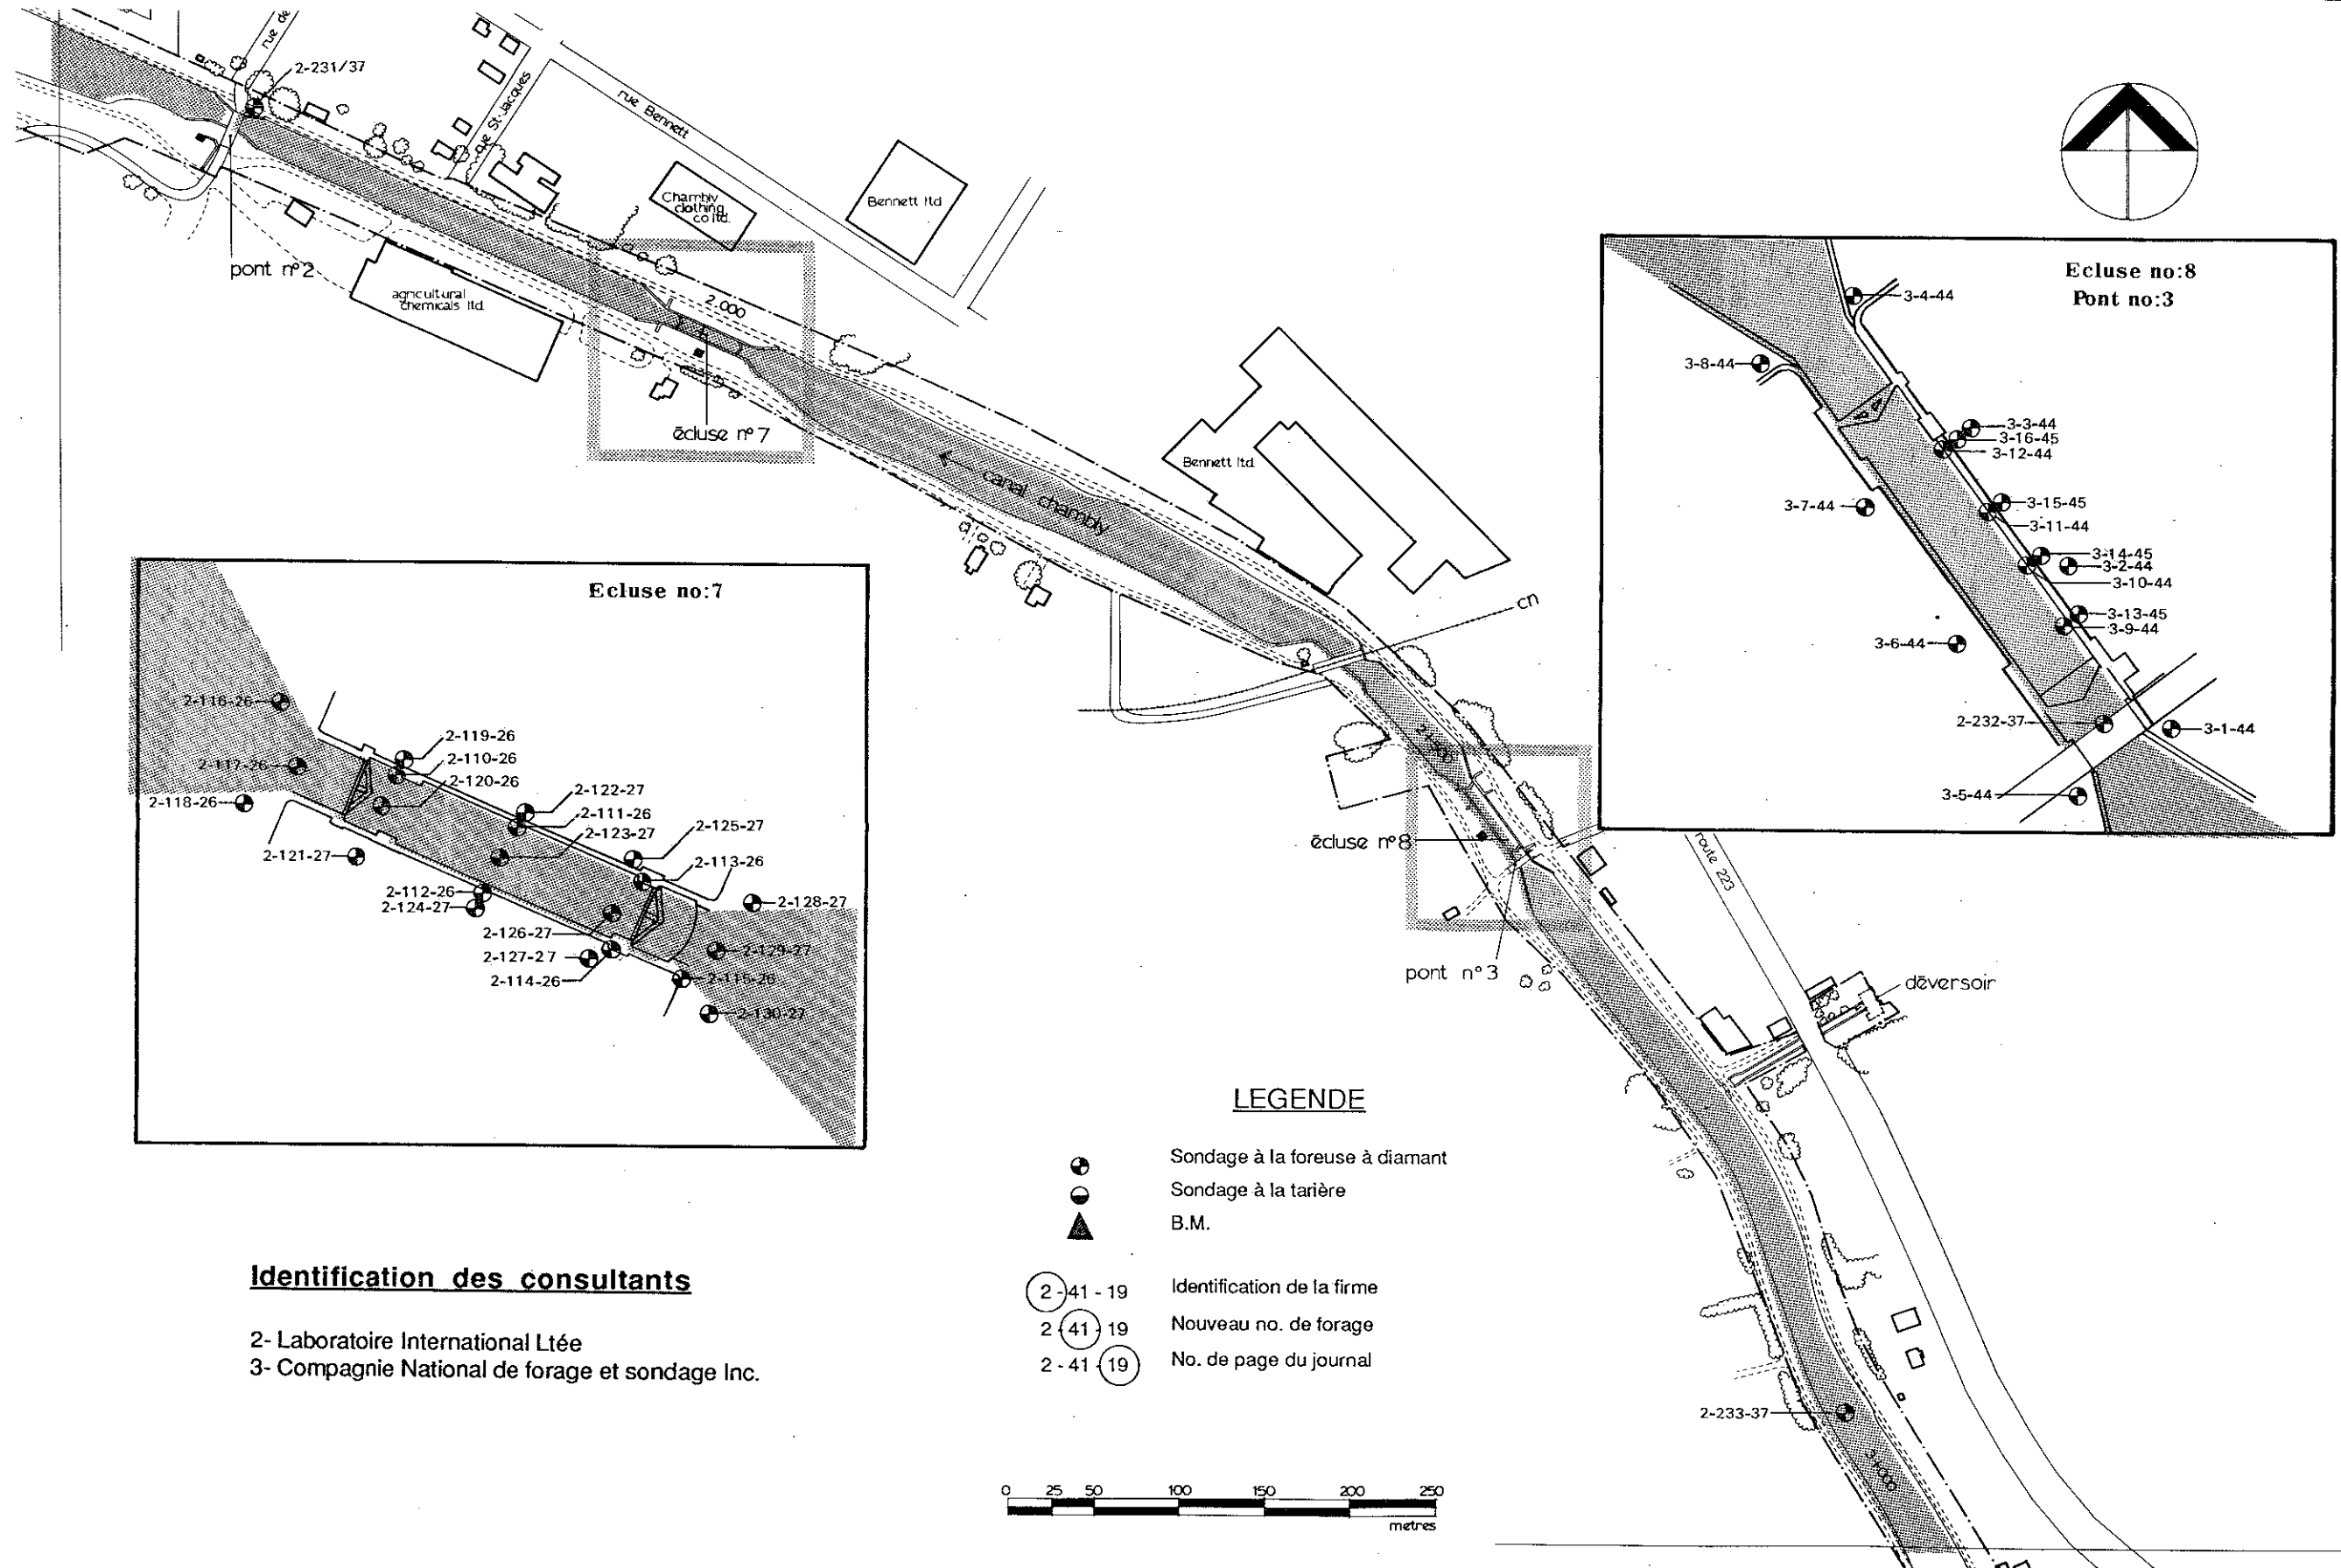 rue de
2-231/37
rue St-Jacques
rue Bennett
Chambly
clothing
co ltd.
Bennett ltd
pont n°2
agricultural
chemicals ltd
2.000
écluse n°7
canal chambly
Bennett ltd
cn
écluse n°8
pont n°3
route 223
déversoir
2-233-37
3+000
Ecluse no:8
Pont no:3
3-4-44
3-8-44
3-3-44
3-16-45
3-12-44
3-7-44
3-15-45
3-11-44
3-14-45
3-2-44
3-10-44
3-13-45
3-9-44
3-6-44
2-232-37
3-1-44
3-5-44
Ecluse no:7
2-116-26
2-119-26
2-110-26
2-117-26
2-120-26
2-118-26
2-122-27
2-111-26
2-125-27
2-123-27
2-121-27
2-113-26
2-112-26
2-124-27
2-128-27
2-126-27
2-129-27
2-127-27
2-114-26
2-115-26
2-130-27
LEGENDE
Sondage à la foreuse à diamant
Sondage à la tarière
B.M.
2-41-19 Identification de la firme
2-41-19 Nouveau no. de forage
2-41-19 No. de page du journal
Identification des consultants
2- Laboratoire International Ltée
3- Compagnie National de forage et sondage Inc.
0 25 50 100 150 200 250
metres